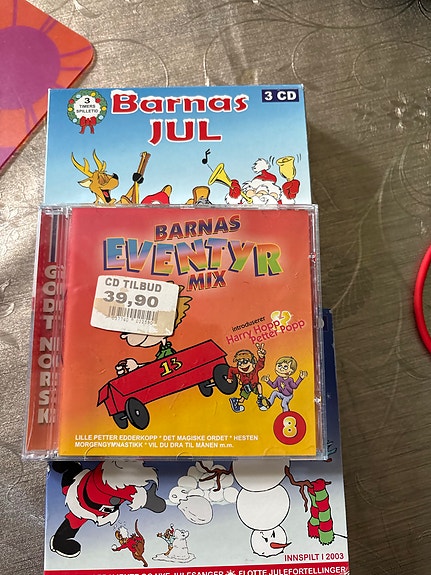 3
TIMERS
SPILLETID
Barnas
JUL
3 CD
BARNAS
EVENTYR
MIX
CD TILBUD
39,90
GODT NORSK
introduserer
Harry Hopp
Petter Popp
13
8
LILLE PETTER EDDERKOPP * DET MAGISKE ORDET * HESTEN
MORGENGYMNASTIKK * VIL DU DRA TIL MÅNEN m.m.
INNSPILT I 2003
JULESANGER * FLOTTE JULEFORTELLINGER